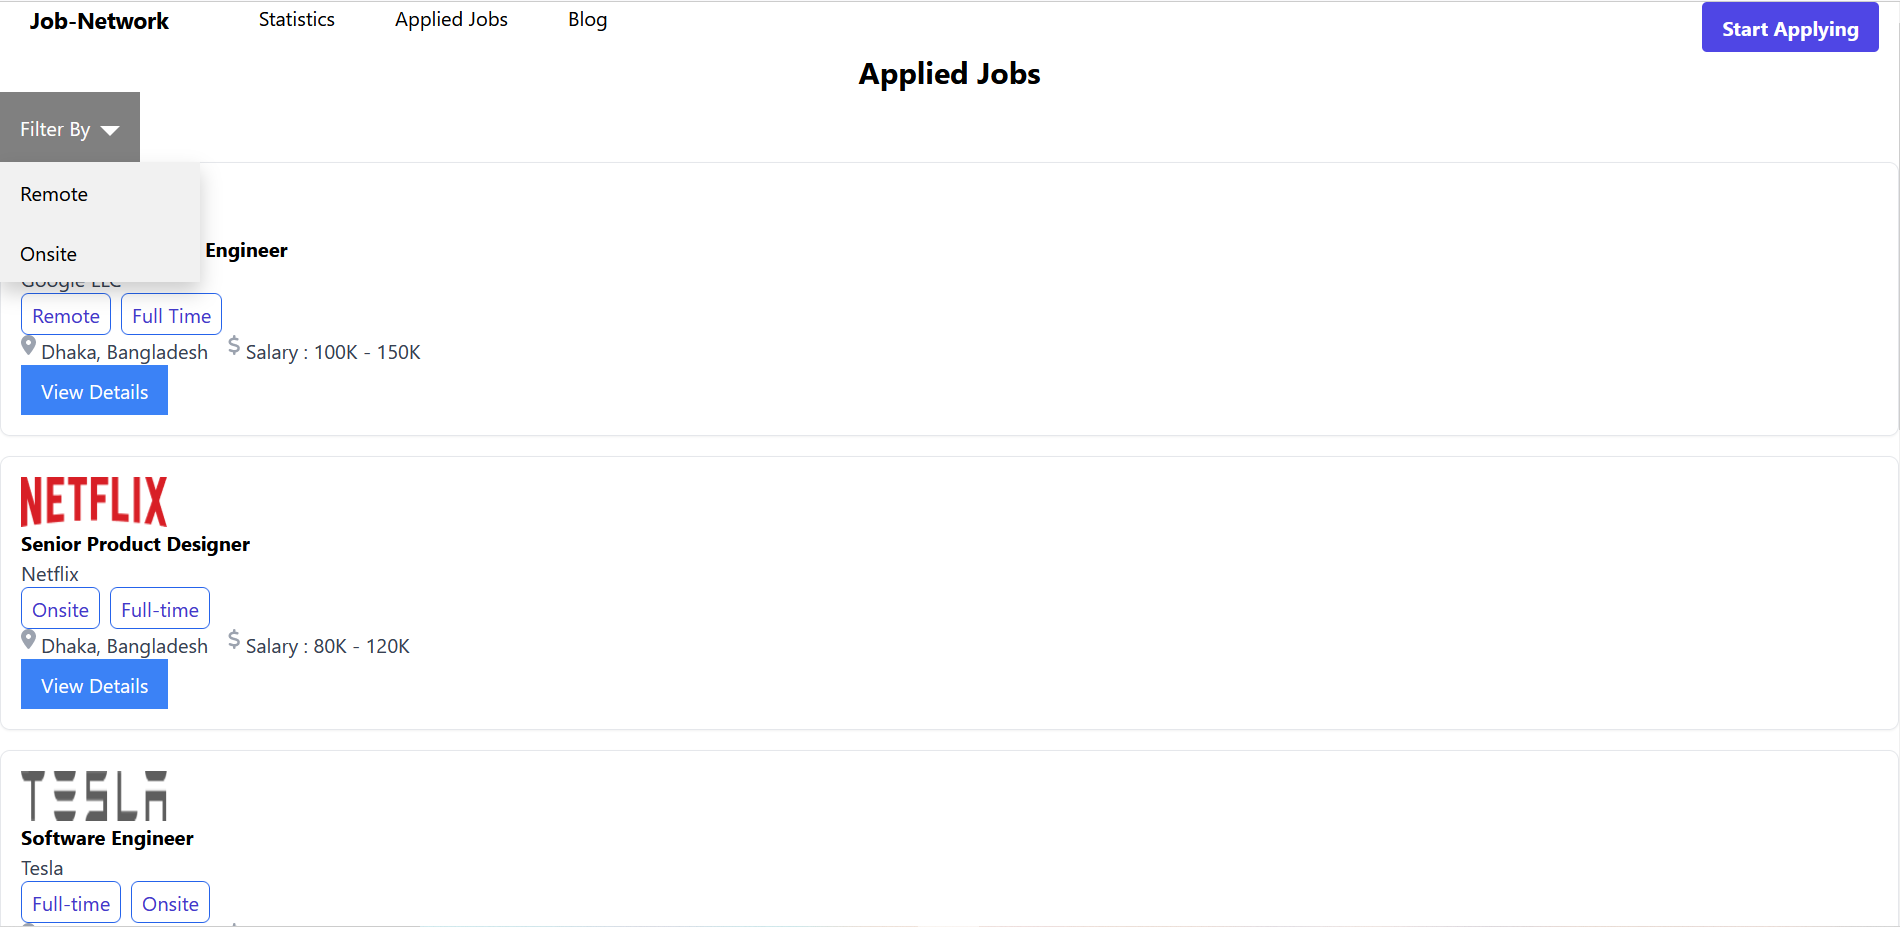 Job-Network Statistics Applied Jobs Blog Start Applying
Applied Jobs
Filter By
Remote
Onsite
Engineer
Google LLC
Remote Full Time
Dhaka, Bangladesh $ Salary : 100K - 150K
View Details
NETFLIX
Senior Product Designer
Netflix
Onsite Full-time
Dhaka, Bangladesh $ Salary : 80K - 120K
View Details
TESLA
Software Engineer
Tesla
Full-time Onsite